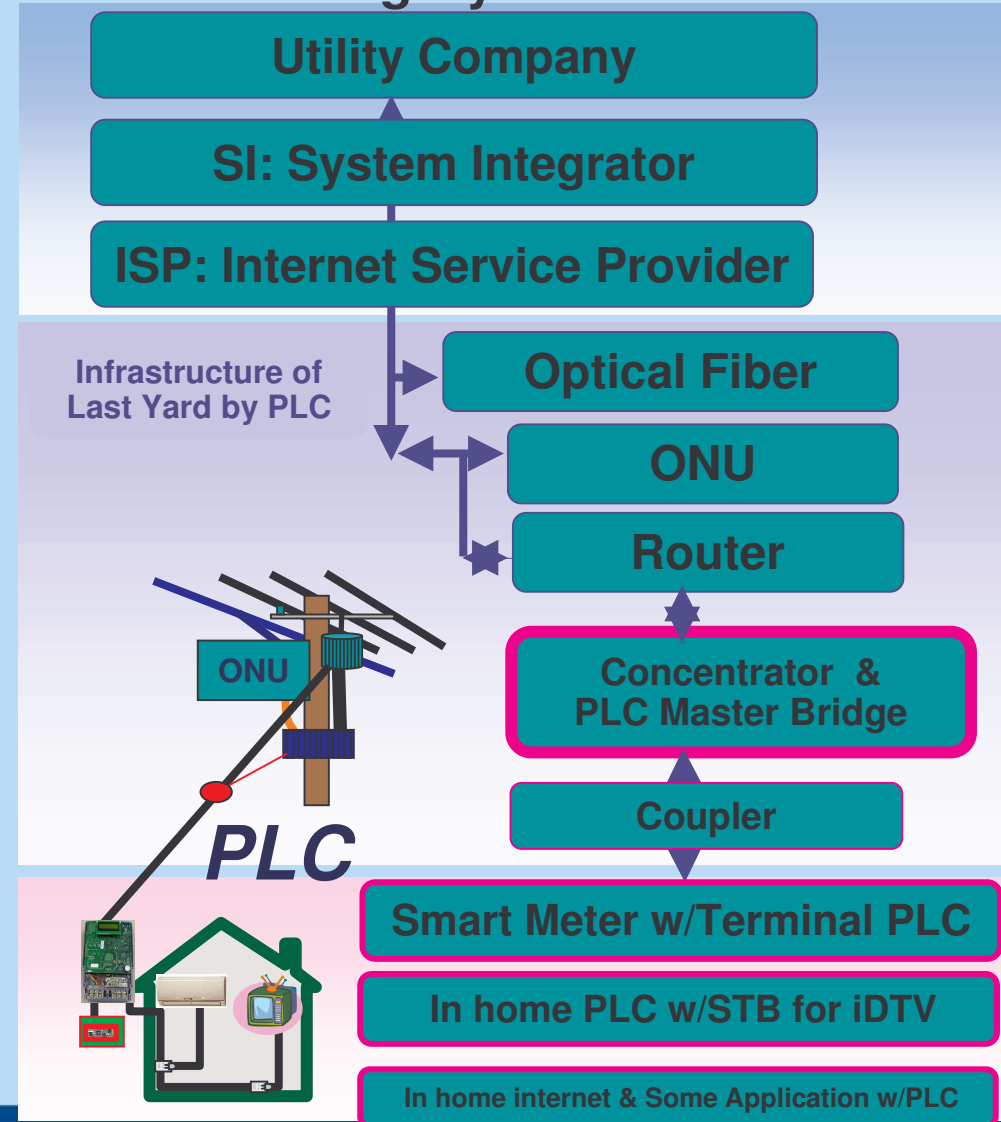 Utility Company
SI: System Integrator
ISP: Internet Service Provider
Infrastructure of
Last Yard by PLC
Optical Fiber
ONU
Router
ONU
Concentrator &
PLC Master Bridge
Coupler
PLC
Smart Meter w/Terminal PLC
In home PLC w/STB for iDTV
In home internet & Some Application w/PLC